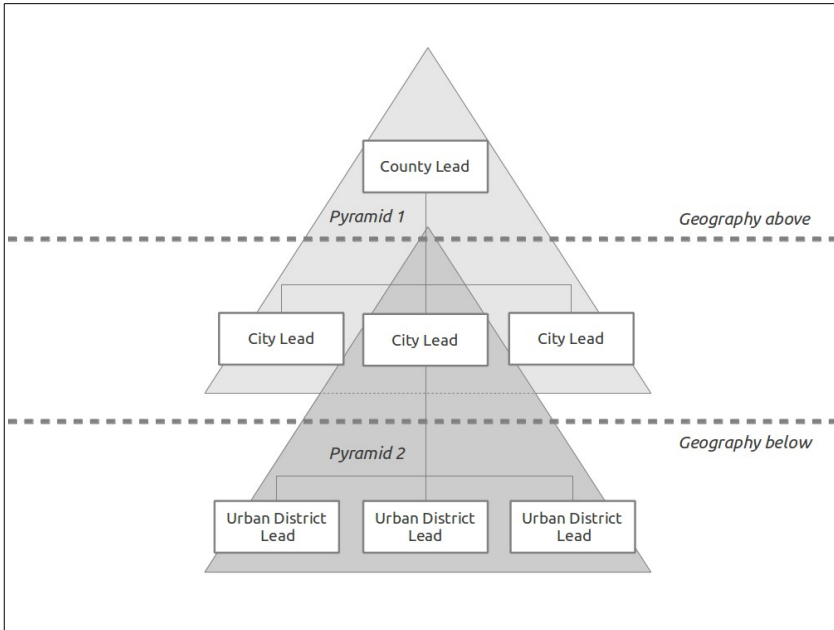 County Lead
Pyramid 1
Geography above
City Lead
City Lead
City Lead
Geography below
Pyramid 2
Urban District
Lead
Urban District
Lead
Urban District
Lead